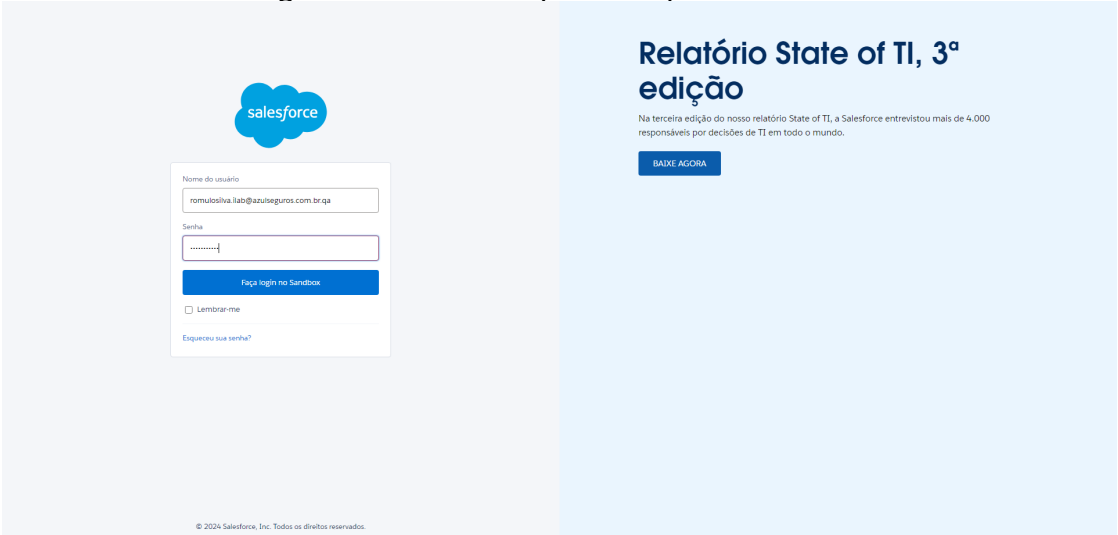 salesforce
Nome do usuário
romulosilva.liab@azulseguros.com.br.qa
Senha
Faça login no Sandbox
Lembrar-me
Esqueceu sua senha?
© 2024 Salesforce, Inc. Todos os direitos reservados.
Relatório State of TI, 3ª
edição
Na terceira edição do nosso relatório State of TI, a Salesforce entrevistou mais de 4.000
responsáveis por decisões de TI em todo o mundo.
BAIXE AGORA